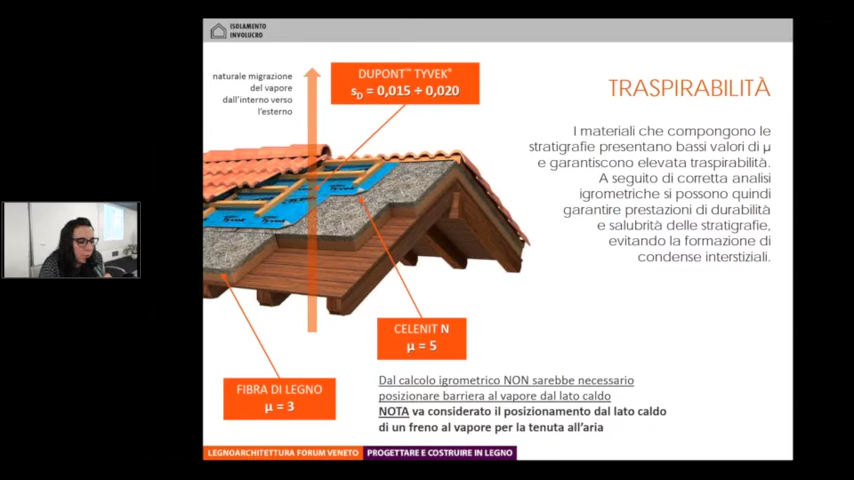 ISOLAMENTO
INVOLUCRO
naturale migrazione
del vapore
dall'interno verso
l'esterno
DUPONT™ TYVEK®
sD = 0,015 ÷ 0,020
TRASPIRABILITÀ
I materiali che compongono le
stratigrafie presentano bassi valori di µ
e garantiscono elevata traspirabilità.
A seguito di corretta analisi
igrometriche si possono quindi
garantire prestazioni di durabilità
e salubrità delle stratigrafie,
evitando la formazione di
condense interstiziali.
CELENIT N
µ = 5
FIBRA DI LEGNO
µ = 3
Dal calcolo igrometrico NON sarebbe necessario
posizionare barriera al vapore dal lato caldo
NOTA va considerato il posizionamento dal lato caldo
di un freno al vapore per la tenuta all'aria
LEGNOARCHITETTURA FORUM VENETO PROGETTARE E COSTRUIRE IN LEGNO